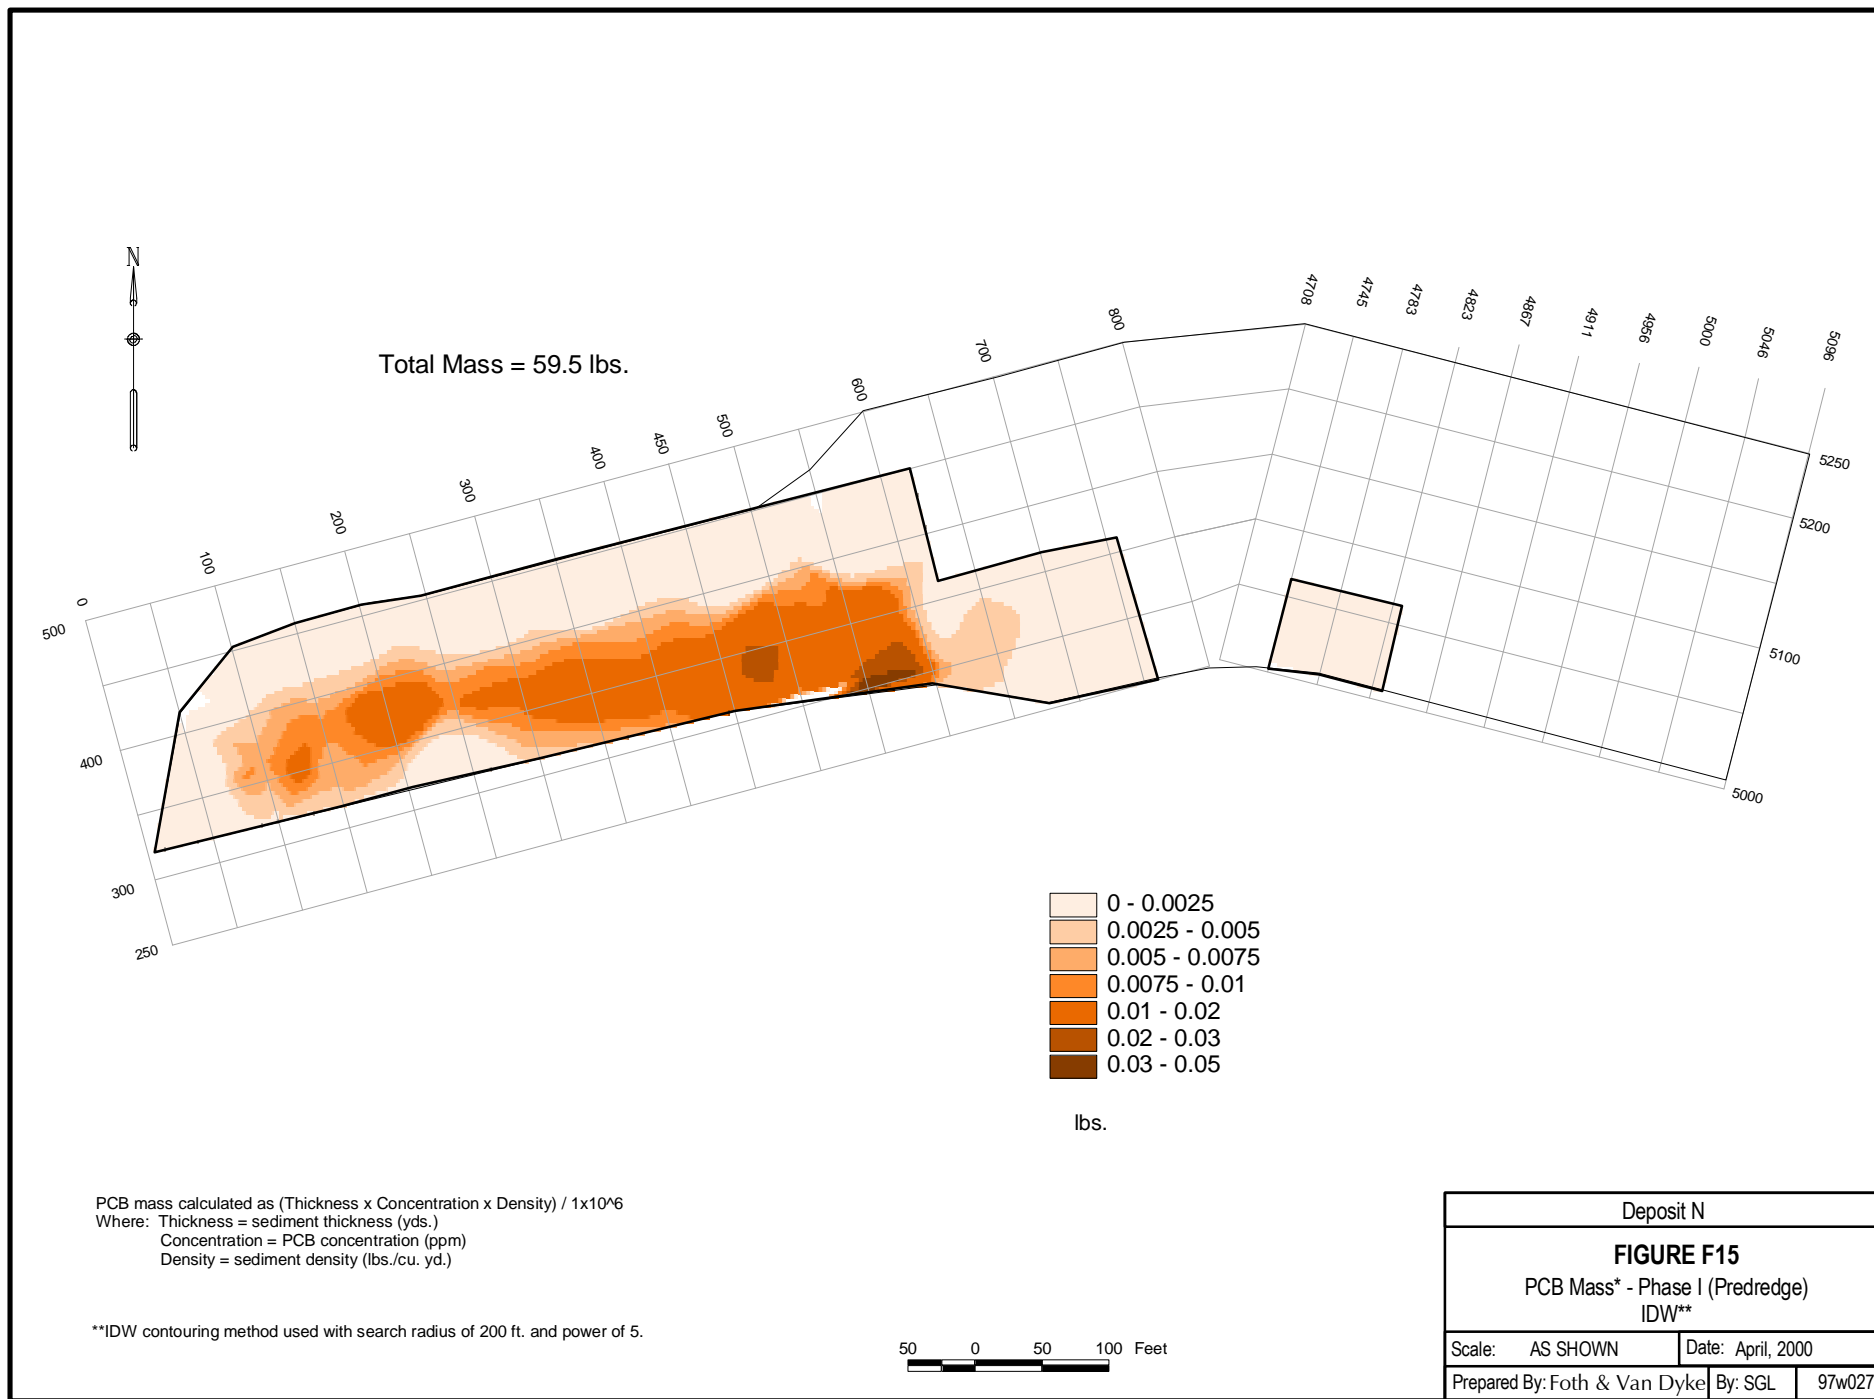 N
Total Mass = 59.5 lbs.
0
100
200
300
400
450
500
600
700
800
4708
4745
4783
4823
4867
4911
4956
5000
5046
5096
500
400
300
250
5250
5200
5100
5000
0 - 0.0025
0.0025 - 0.005
0.005 - 0.0075
0.0075 - 0.01
0.01 - 0.02
0.02 - 0.03
0.03 - 0.05
lbs.
PCB mass calculated as (Thickness x Concentration x Density) / 1x10^6
Where: Thickness = sediment thickness (yds.)
Concentration = PCB concentration (ppm)
Density = sediment density (lbs./cu. yd.)
**IDW contouring method used with search radius of 200 ft. and power of 5.
50 0 50 100 Feet
Deposit N
FIGURE F15
PCB Mass* - Phase I (Predredge)
IDW**
Scale: AS SHOWN
Date: April, 2000
Prepared By: Foth & Van Dyke
By: SGL
97w027